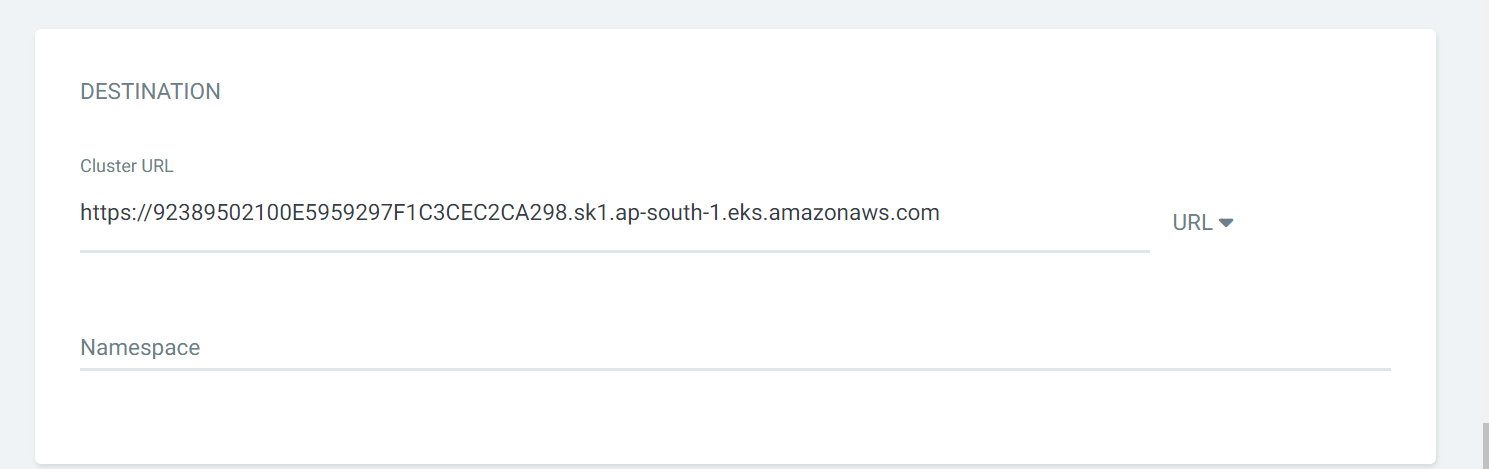 DESTINATION
Cluster URL
https://92389502100E5959297F1C3CEC2CA298.sk1.ap-south-1.eks.amazonaws.com
URL
Namespace